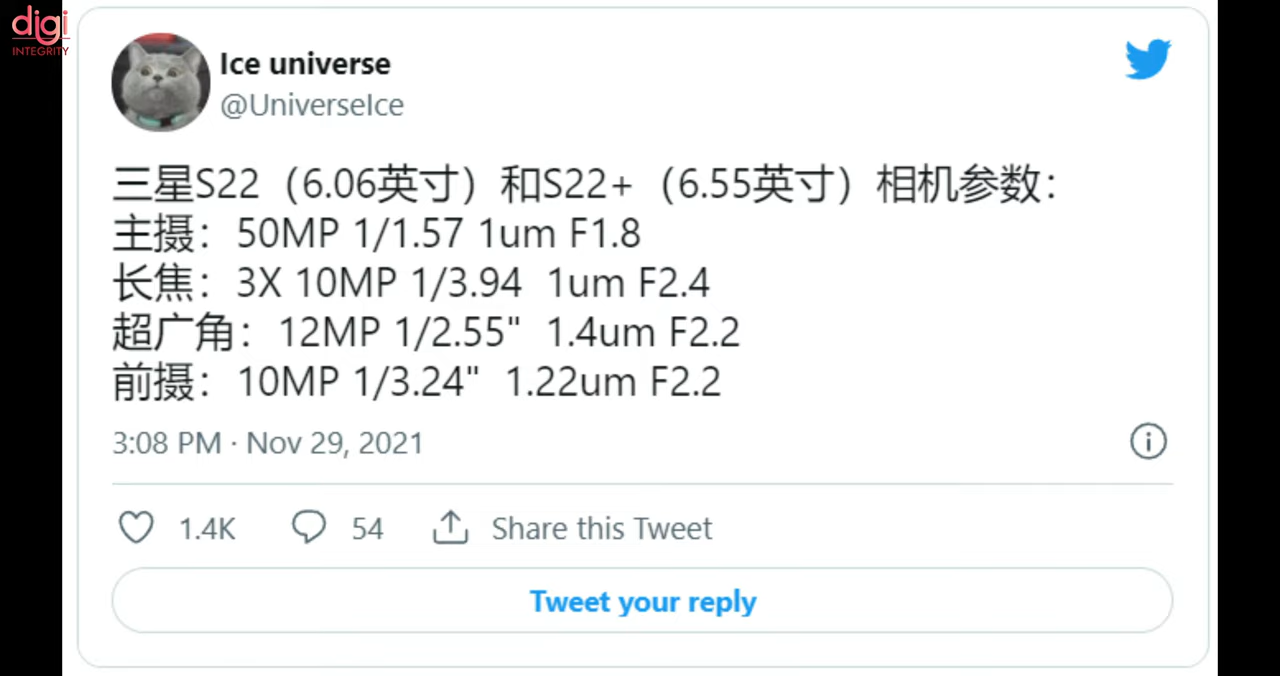 digi
INTEGRITY
Ice universe
@UniverseIce
三星S22（6.06英寸）和S22+（6.55英寸）相机参数：
主摄：50MP 1/1.57 1um F1.8
长焦：3X 10MP 1/3.94 1um F2.4
超广角：12MP 1/2.55" 1.4um F2.2
前摄：10MP 1/3.24" 1.22um F2.2
3:08 PM · Nov 29, 2021
1.4K 54 Share this Tweet
Tweet your reply